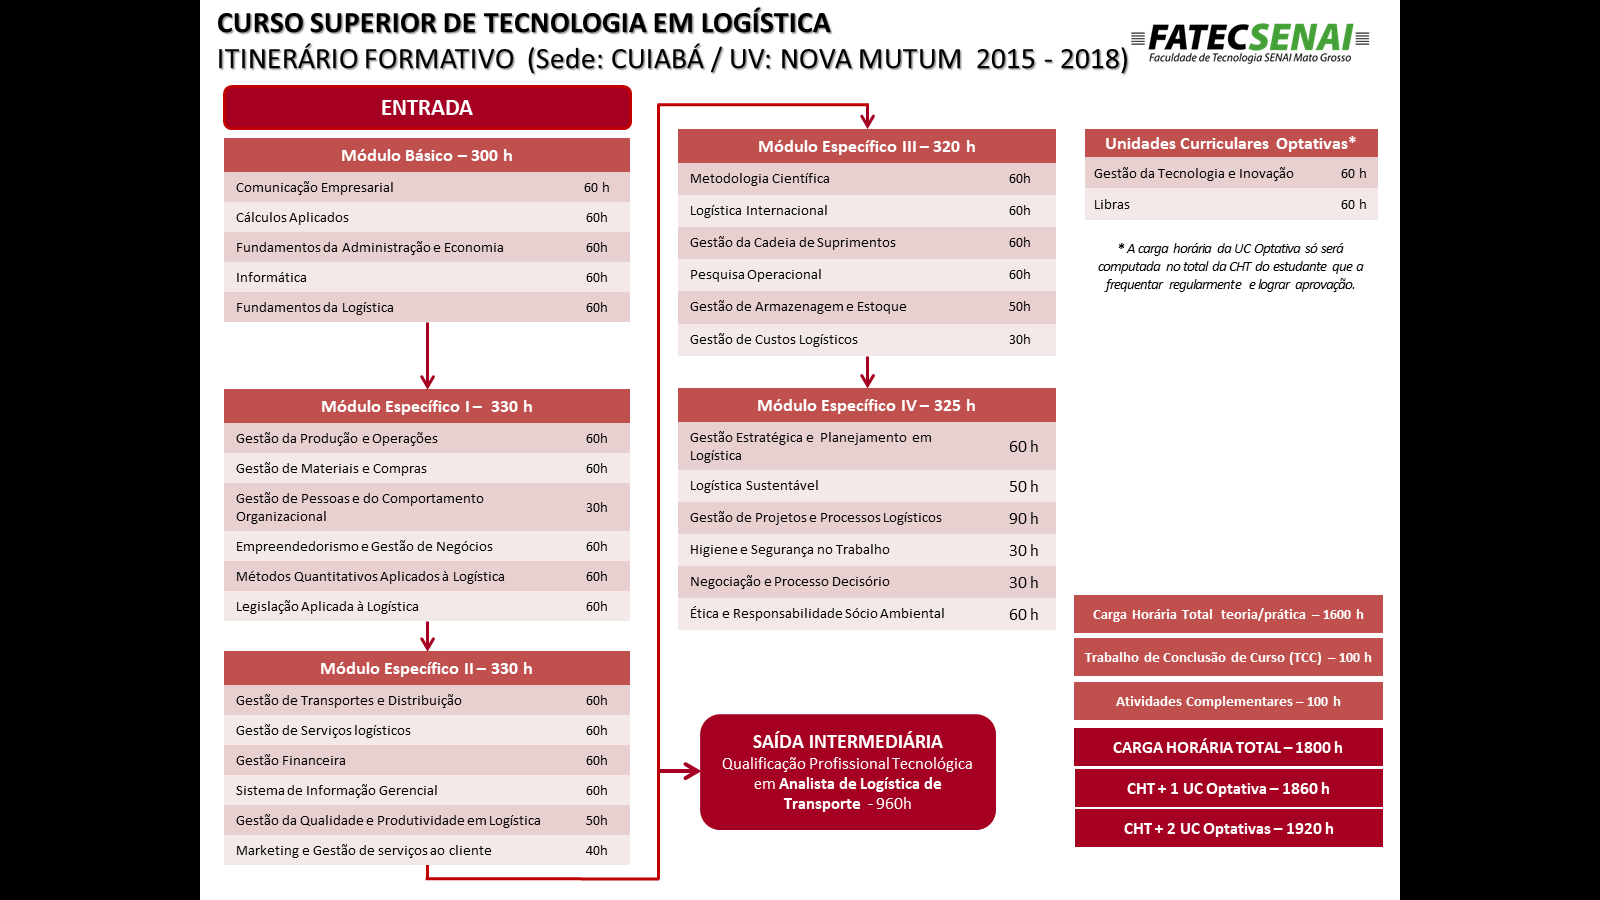 CURSO SUPERIOR DE TECNOLOGIA EM LOGÍSTICA
ITINERÁRIO FORMATIVO (Sede: CUIABÁ / UV: NOVA MUTUM 2015 - 2018)
FATECSENAI
Faculdade de Tecnologia SENAI Mato Grosso
ENTRADA
Módulo Básico – 300 h
Comunicação Empresarial 60 h
Cálculos Aplicados 60h
Fundamentos da Administração e Economia 60h
Informática 60h
Fundamentos da Logística 60h
Módulo Específico I – 330 h
Gestão da Produção e Operações 60h
Gestão de Materiais e Compras 60h
Gestão de Pessoas e do Comportamento
Organizacional 30h
Empreendedorismo e Gestão de Negócios 60h
Métodos Quantitativos Aplicados à Logística 60h
Legislação Aplicada à Logística 60h
Módulo Específico II – 330 h
Gestão de Transportes e Distribuição 60h
Gestão de Serviços logísticos 60h
Gestão Financeira 60h
Sistema de Informação Gerencial 60h
Gestão da Qualidade e Produtividade em Logística 50h
Marketing e Gestão de serviços ao cliente 40h
Módulo Específico III – 320 h
Metodologia Científica 60h
Logística Internacional 60h
Gestão da Cadeia de Suprimentos 60h
Pesquisa Operacional 60h
Gestão de Armazenagem e Estoque 50h
Gestão de Custos Logísticos 30h
Módulo Específico IV – 325 h
Gestão Estratégica e Planejamento em
Logística 60 h
Logística Sustentável 50 h
Gestão de Projetos e Processos Logísticos 90 h
Higiene e Segurança no Trabalho 30 h
Negociação e Processo Decisório 30 h
Ética e Responsabilidade Sócio Ambiental 60 h
SAÍDA INTERMEDIÁRIA
Qualificação Profissional Tecnológica
em Analista de Logística de
Transporte - 960h
Unidades Curriculares Optativas*
Gestão da Tecnologia e Inovação 60 h
Libras 60 h
* A carga horária da UC Optativa só será
computada no total da CHT do estudante que a
frequentar regularmente e lograr aprovação.
Carga Horária Total teoria/prática – 1600 h
Trabalho de Conclusão de Curso (TCC) – 100 h
Atividades Complementares – 100 h
CARGA HORÁRIA TOTAL – 1800 h
CHT + 1 UC Optativa – 1860 h
CHT + 2 UC Optativas – 1920 h